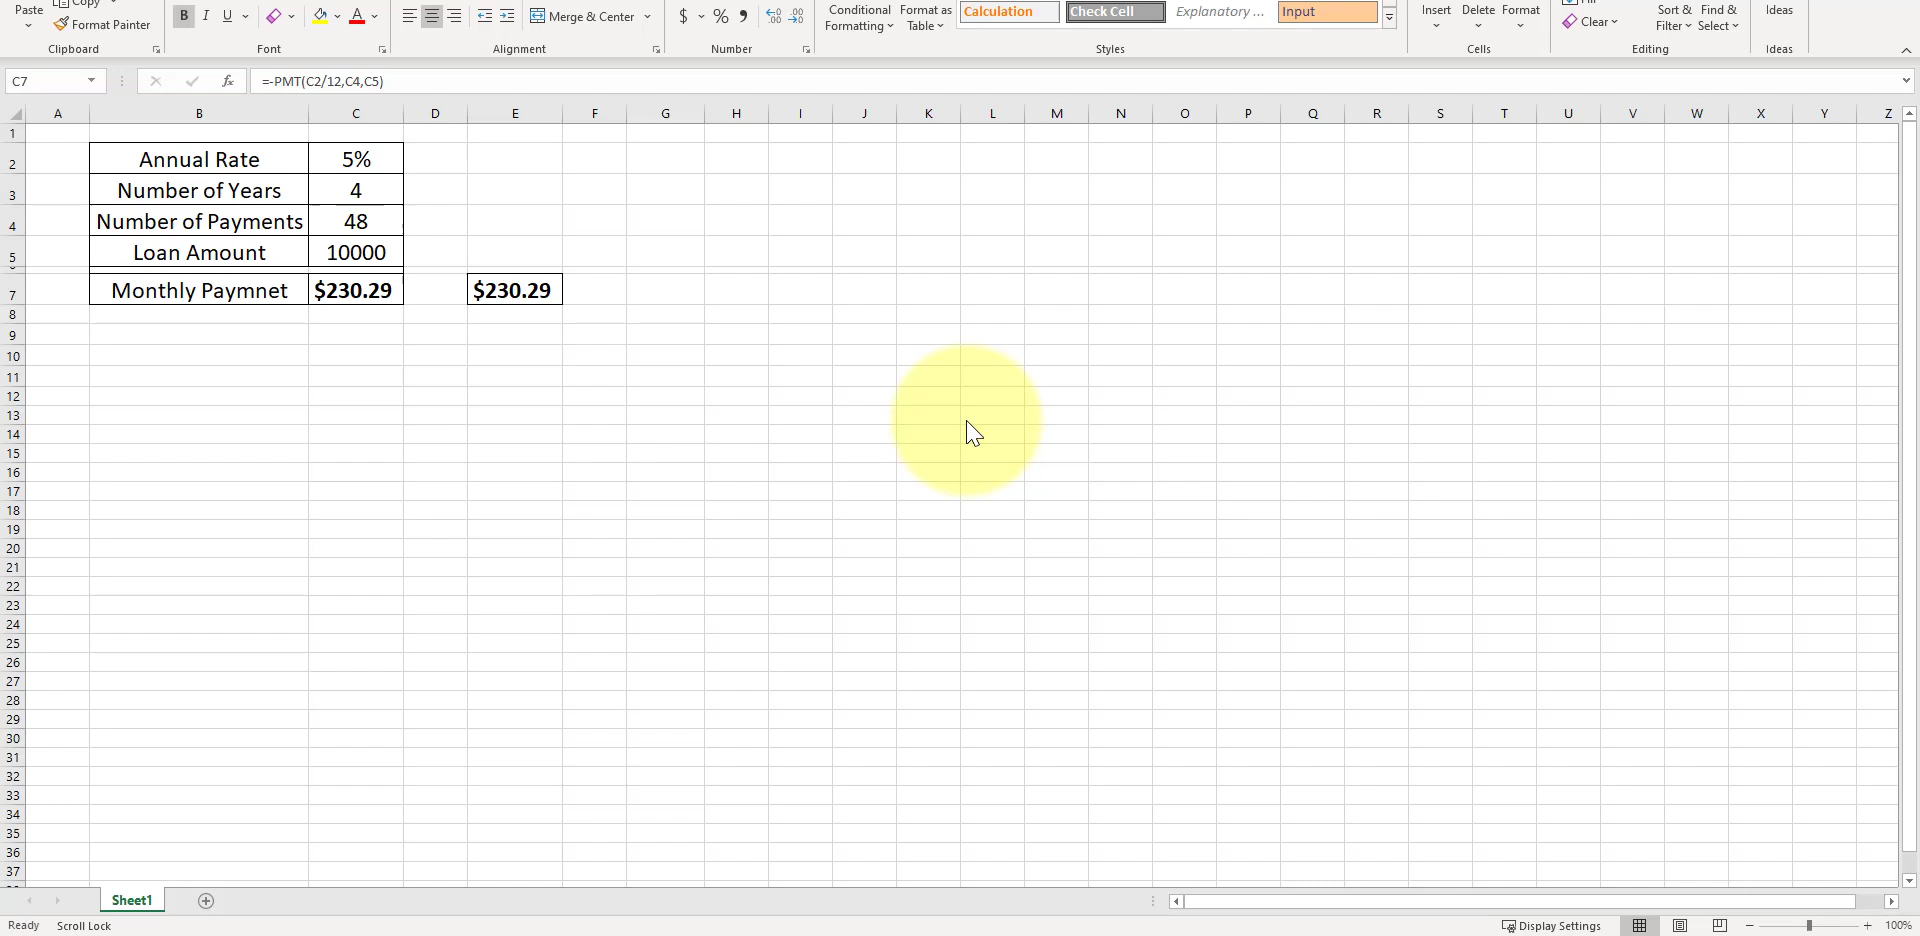 Paste Copy
Format Painter
Clipboard
B I U A
Font
Merge & Center
Alignment
$ % ,
Number
Conditional Formatting
Format as Table
Calculation Check Cell Explanatory ... Input
Styles
Insert Delete Format
Cells
Clear
Sort & Filter
Find & Select
Editing
Ideas
Ideas
C7 fx =-PMT(C2/12,C4,C5)
A B C D E F G H I J K L M N O P Q R S T U V W X Y Z
1
2 Annual Rate 5%
3 Number of Years 4
4 Number of Payments 48
5 Loan Amount 10000
7 Monthly Paymnet $230.29 $230.29
8
9
10
11
12
13
14
15
16
17
18
19
20
21
22
23
24
25
26
27
28
29
30
31
32
33
34
35
36
37
Sheet1
Ready Scroll Lock Display Settings 100%